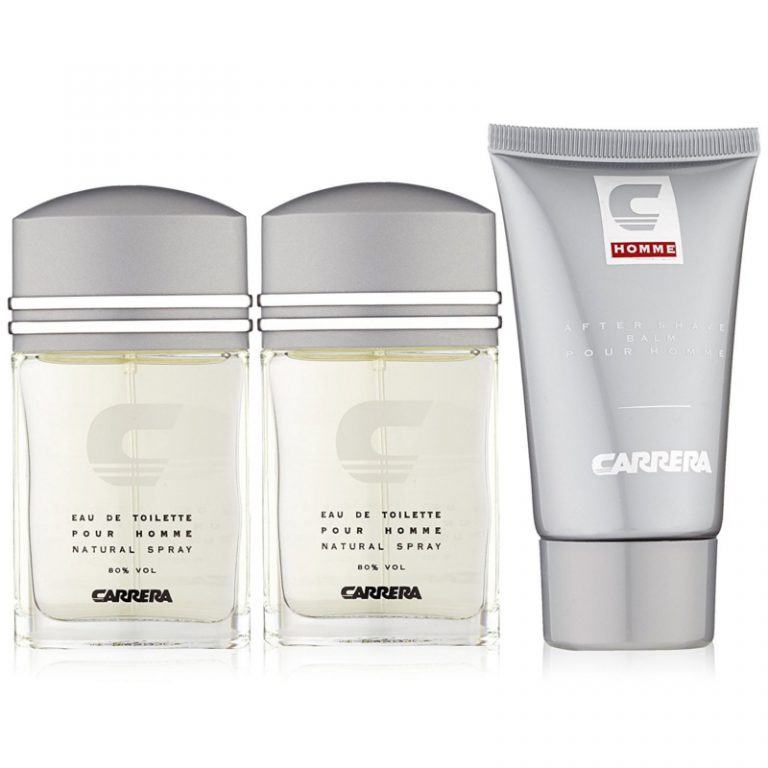 EAU DE TOILETTE
POUR HOMME
NATURAL SPRAY
80% VOL
CARRERA
EAU DE TOILETTE
POUR HOMME
NATURAL SPRAY
80% VOL
CARRERA
C
HOMME
AFTER SHAVE
BALM
POUR HOMME
CARRERA